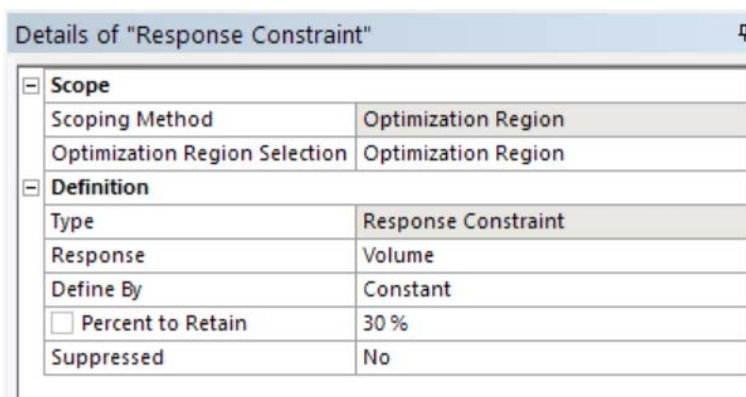 Details of "Response Constraint"
Scope
Scoping Method Optimization Region
Optimization Region Selection Optimization Region
Definition
Type Response Constraint
Response Volume
Define By Constant
Percent to Retain 30 %
Suppressed No